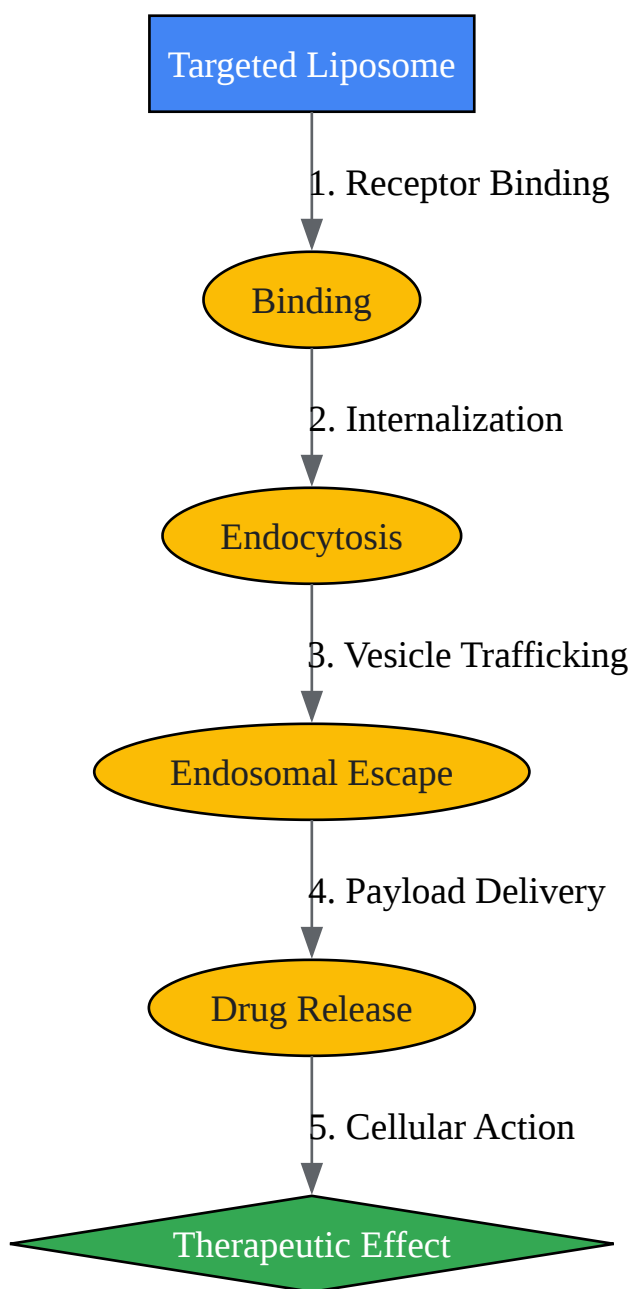 Targeted Liposome
1. Receptor Binding
Binding
2. Internalization
Endocytosis
3. Vesicle Trafficking
Endosomal Escape
4. Payload Delivery
Drug Release
5. Cellular Action
Therapeutic Effect